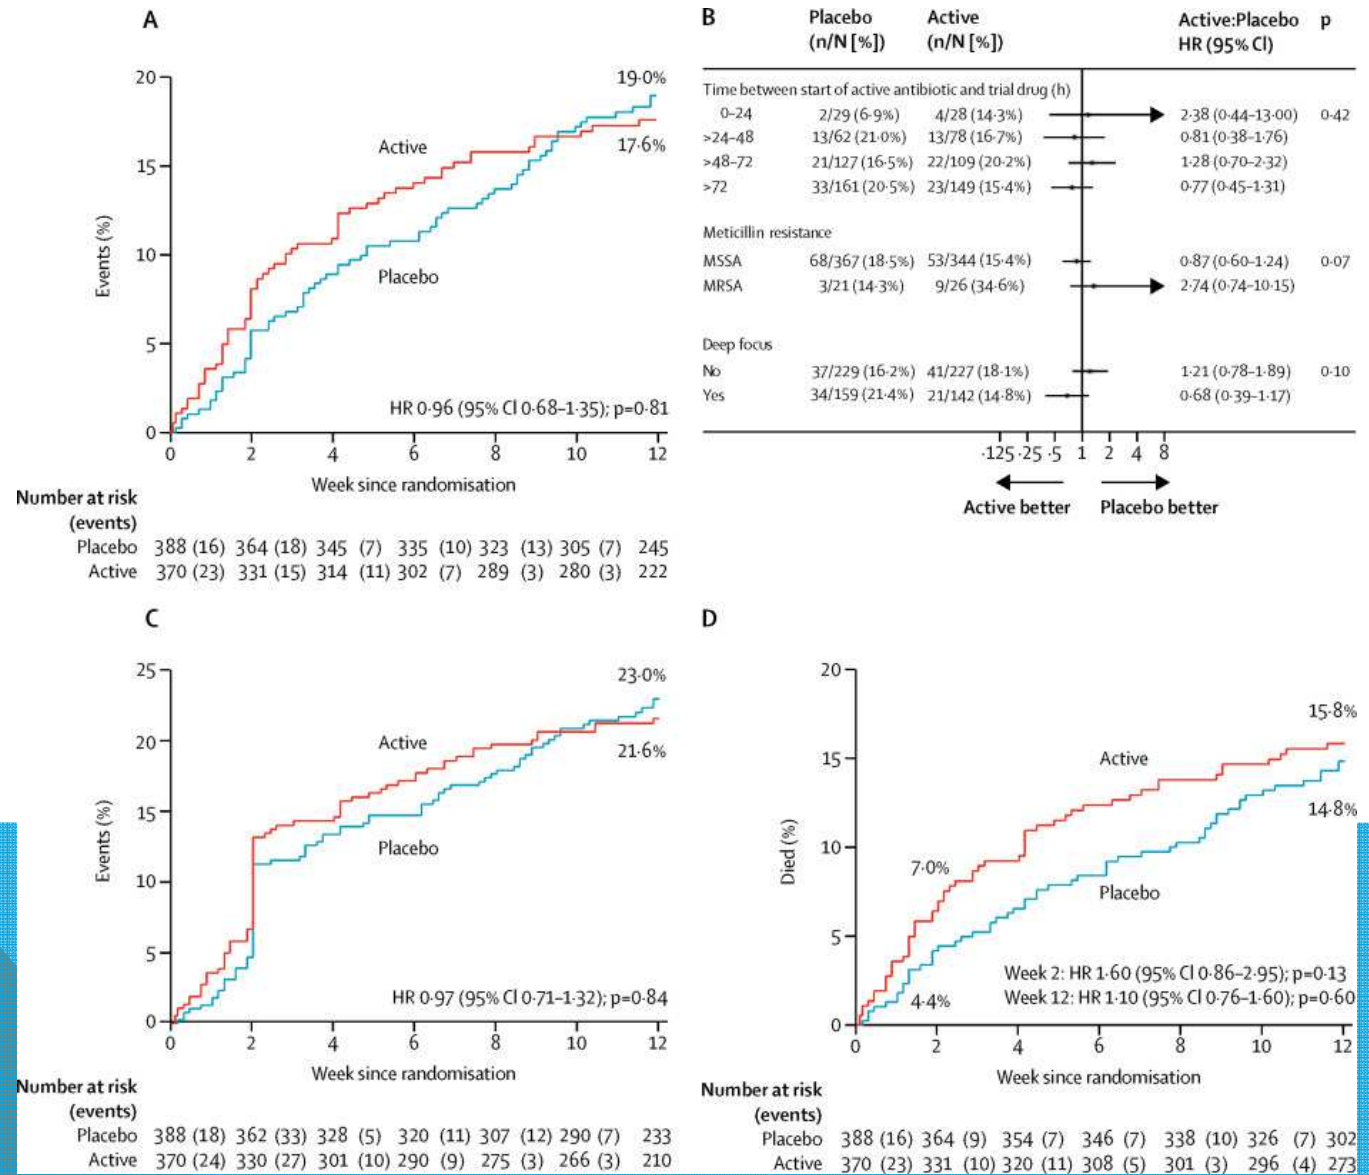 A
20
15
10
5
0
Events (%)
19·0%
17·6%
Active
Placebo
HR 0·96 (95% CI 0·68–1·35); p=0·81
0 2 4 6 8 10 12
Week since randomisation
Number at risk
(events)
Placebo 388 (16) 364 (18) 345 (7) 335 (10) 323 (13) 305 (7) 245
Active 370 (23) 331 (15) 314 (11) 302 (7) 289 (3) 280 (3) 222
B
Placebo Active Active:Placebo p
(n/N [%]) (n/N [%]) HR (95% CI)
Time between start of active antibiotic and trial drug (h)
0–24 2/29 (6·9%) 4/28 (14·3%) 2·38 (0·44–13·00) 0·42
>24–48 13/62 (21·0%) 13/78 (16·7%) 0·81 (0·38–1·76)
>48–72 21/127 (16·5%) 22/109 (20·2%) 1·28 (0·70–2·32)
>72 33/161 (20·5%) 23/149 (15·4%) 0·77 (0·45–1·31)
Meticillin resistance
MSSA 68/367 (18·5%) 53/344 (15·4%) 0·87 (0·60–1·24) 0·07
MRSA 3/21 (14·3%) 9/26 (34·6%) 2·74 (0·74–10·15)
Deep focus
No 37/229 (16·2%) 41/227 (18·1%) 1·21 (0·78–1·89) 0·10
Yes 34/159 (21·4%) 21/142 (14·8%) 0·68 (0·39–1·17)
·125 ·25 ·5 1 2 4 8
Active better Placebo better
C
25
20
15
10
5
0
Events (%)
23·0%
21·6%
Active
Placebo
HR 0·97 (95% CI 0·71–1·32); p=0·84
0 2 4 6 8 10 12
Week since randomisation
Number at risk
(events)
Placebo 388 (18) 362 (33) 328 (5) 320 (11) 307 (12) 290 (7) 233
Active 370 (24) 330 (27) 301 (10) 290 (9) 275 (3) 266 (3) 210
D
20
15
10
5
0
Died (%)
15·8%
14·8%
Active
7·0%
Placebo
4·4%
Week 2: HR 1·60 (95% CI 0·86–2·95); p=0·13
Week 12: HR 1·10 (95% CI 0·76–1·60); p=0·60
0 2 4 6 8 10 12
Week since randomisation
Number at risk
(events)
Placebo 388 (16) 364 (9) 354 (7) 346 (7) 338 (10) 326 (7) 302
Active 370 (23) 331 (10) 320 (11) 308 (5) 301 (3) 296 (4) 273